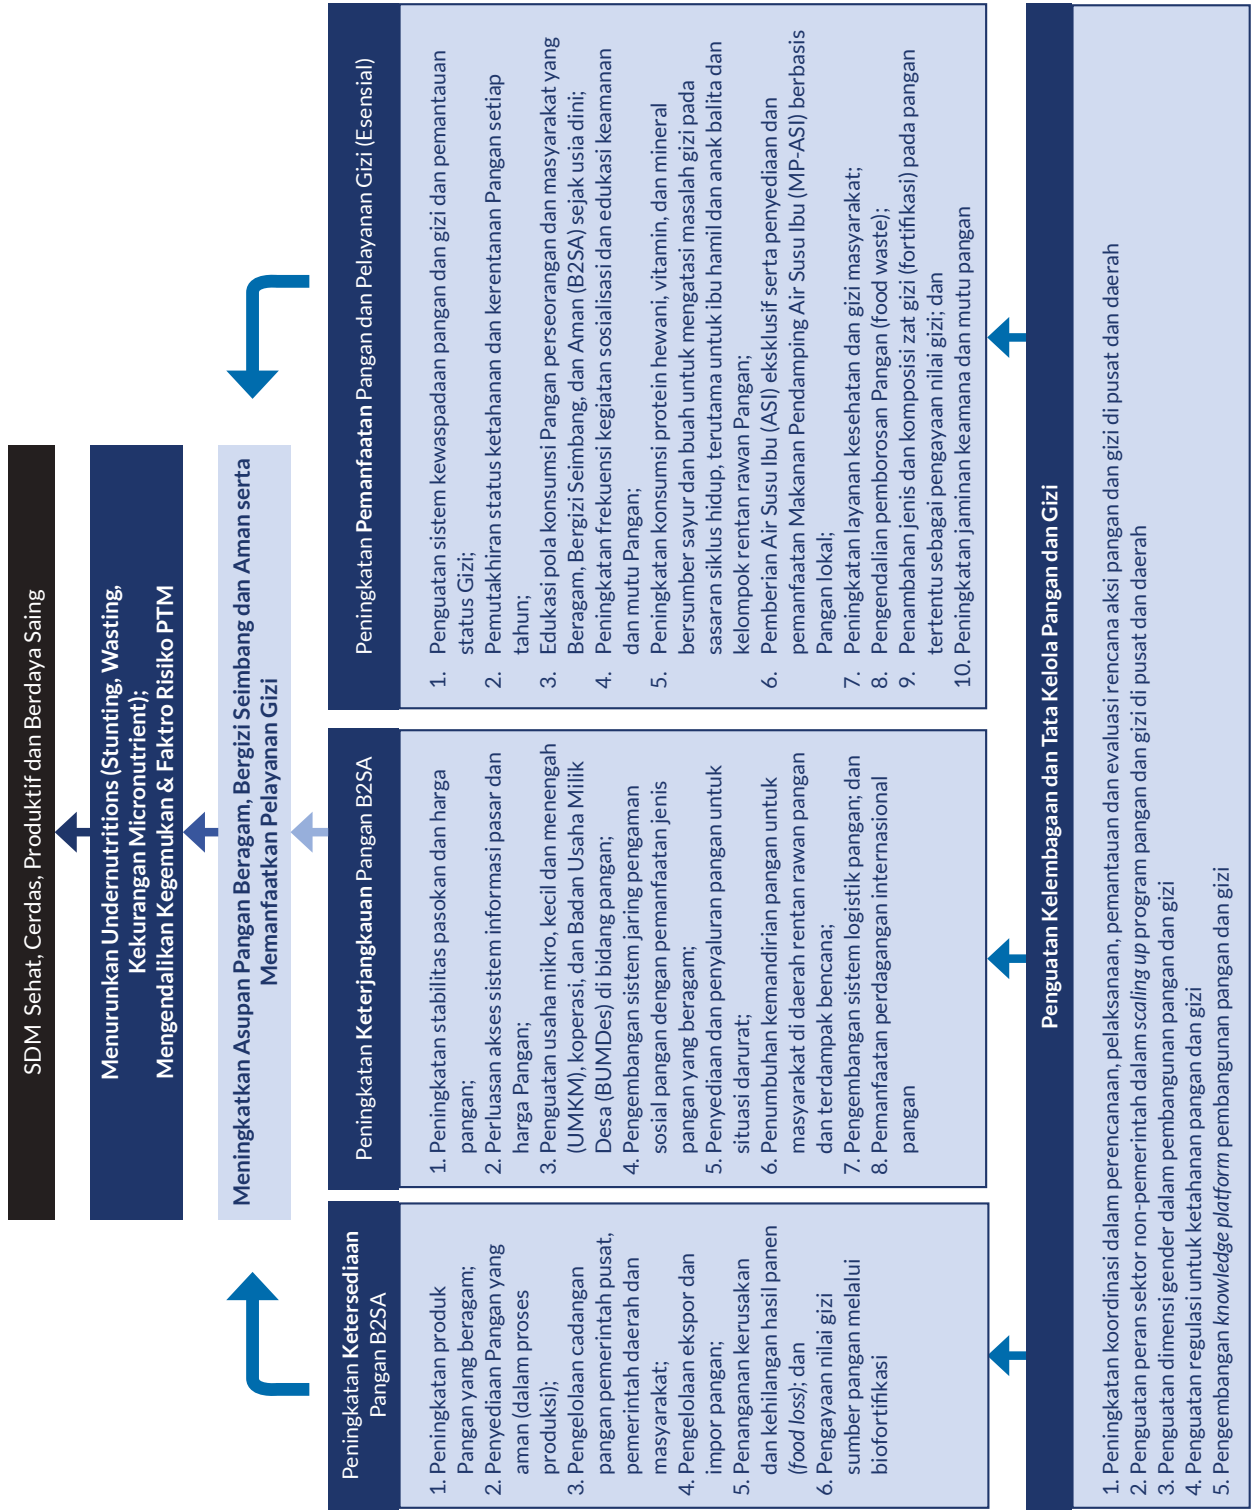 SDM Sehat, Cerdas, Produktif dan Berdaya Saing
Menurunkan Undernutritions (Stunting, Wasting,
Kekurangan Micronutrient);
Mengendalikan Kegemukan & Faktro Risiko PTM
Meningkatkan Asupan Pangan Beragam, Bergizi Seimbang dan Aman serta
Memanfaatkan Pelayanan Gizi
Peningkatan Ketersediaan
Pangan B2SA
1. Peningkatan produk
Pangan yang beragam;
2. Penyediaan Pangan yang
aman (dalam proses
produksi);
3. Pengelolaan cadangan
pangan pemerintah pusat,
pemerintah daerah dan
masyarakat;
4. Pengelolaan ekspor dan
impor pangan;
5. Penanganan kerusakan
dan kehilangan hasil panen
(food loss); dan
6. Pengayaan nilai gizi
sumber pangan melalui
biofortifikasi
Peningkatan Keterjangkauan Pangan B2SA
1. Peningkatan stabilitas pasokan dan harga
pangan;
2. Perluasan akses sistem informasi pasar dan
harga Pangan;
3. Penguatan usaha mikro, kecil dan menengah
(UMKM), koperasi, dan Badan Usaha Milik
Desa (BUMDes) di bidang pangan;
4. Pengembangan sistem jaring pengaman
sosial pangan dengan pemanfaatan jenis
pangan yang beragam;
5. Penyediaan dan penyaluran pangan untuk
situasi darurat;
6. Penumbuhan kemandirian pangan untuk
masyarakat di daerah rentan rawan pangan
dan terdampak bencana;
7. Pengembangan sistem logistik pangan; dan
8. Pemanfaatan perdagangan internasional
pangan
Peningkatan Pemanfaatan Pangan dan Pelayanan Gizi (Esensial)
1. Penguatan sistem kewaspadaan pangan dan gizi dan pemantauan
status Gizi;
2. Pemutakhiran status ketahanan dan kerentanan Pangan setiap
tahun;
3. Edukasi pola konsumsi Pangan perseorangan dan masyarakat yang
Beragam, Bergizi Seimbang, dan Aman (B2SA) sejak usia dini;
4. Peningkatan frekuensi kegiatan sosialisasi dan edukasi keamanan
dan mutu Pangan;
5. Peningkatan konsumsi protein hewani, vitamin, dan mineral
bersumber sayur dan buah untuk mengatasi masalah gizi pada
sasaran siklus hidup, terutama untuk ibu hamil dan anak balita dan
kelompok rentan rawan Pangan;
6. Pemberian Air Susu Ibu (ASI) eksklusif serta penyediaan dan
pemanfaatan Makanan Pendamping Air Susu Ibu (MP-ASI) berbasis
Pangan lokal;
7. Peningkatan layanan kesehatan dan gizi masyarakat;
8. Pengendalian pemborosan Pangan (food waste);
9. Penambahan jenis dan komposisi zat gizi (fortifikasi) pada pangan
tertentu sebagai pengayaan nilai gizi; dan
10. Peningkatan jaminan keamana dan mutu pangan
Penguatan Kelembagaan dan Tata Kelola Pangan dan Gizi
1. Peningkatan koordinasi dalam perencanaan, pelaksanaan, pemantauan dan evaluasi rencana aksi pangan dan gizi di pusat dan daerah
2. Penguatan peran sektor non-pemerintah dalam scaling up program pangan dan gizi di pusat dan daerah
3. Penguatan dimensi gender dalam pembangunan pangan dan gizi
4. Penguatan regulasi untuk ketahanan pangan dan gizi
5. Pengembangan knowledge platform pembangunan pangan dan gizi